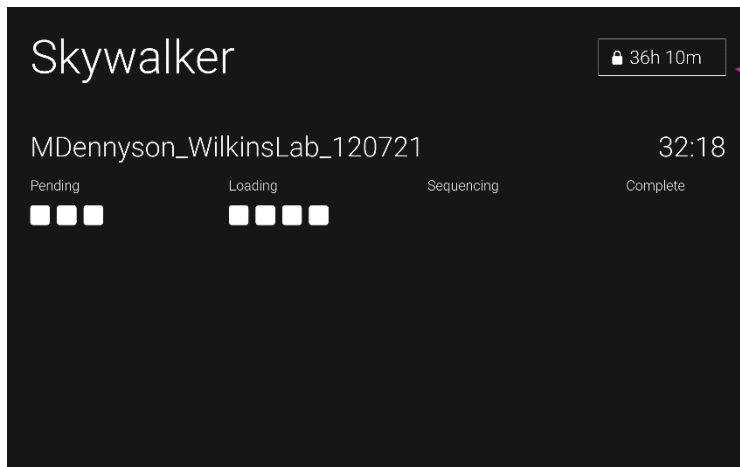 Skywalker
36h 10m
MDennyson_WilkinsLab_120721 32:18
Pending Loading Sequencing Complete